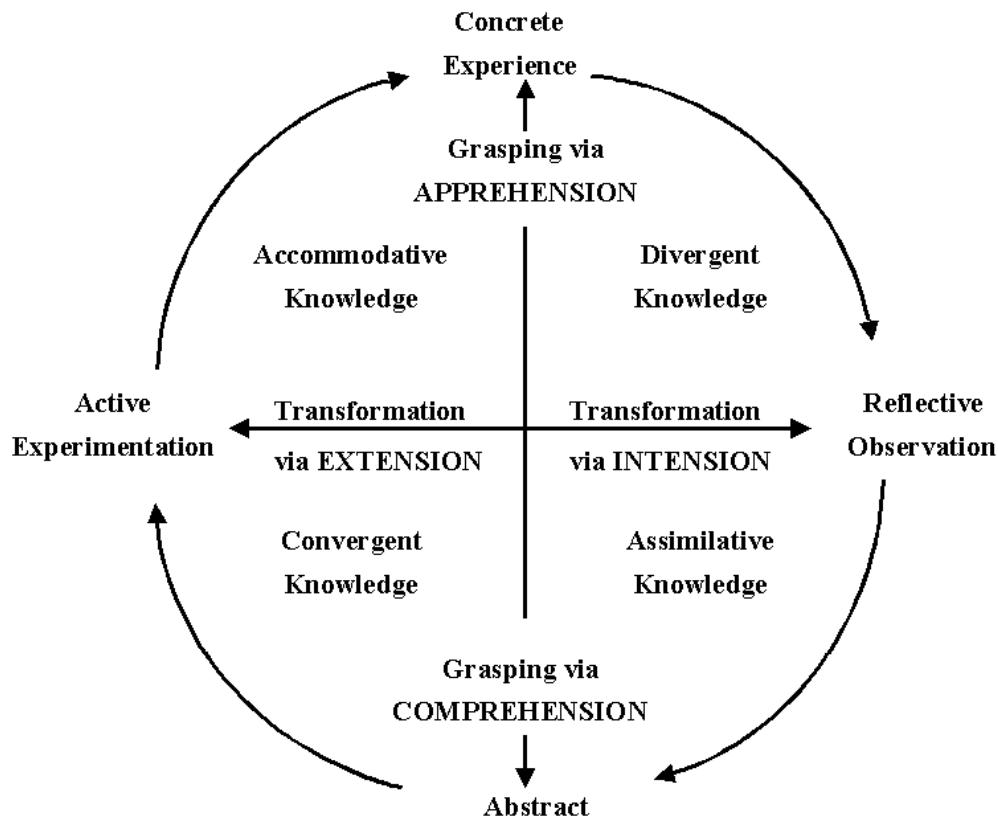 Concrete
Experience
Grasping via
APPREHENSION
Accommodative
Knowledge
Divergent
Knowledge
Active
Experimentation
Transformation
via EXTENSION
Transformation
via INTENSION
Reflective
Observation
Convergent
Knowledge
Assimilative
Knowledge
Grasping via
COMPREHENSION
Abstract